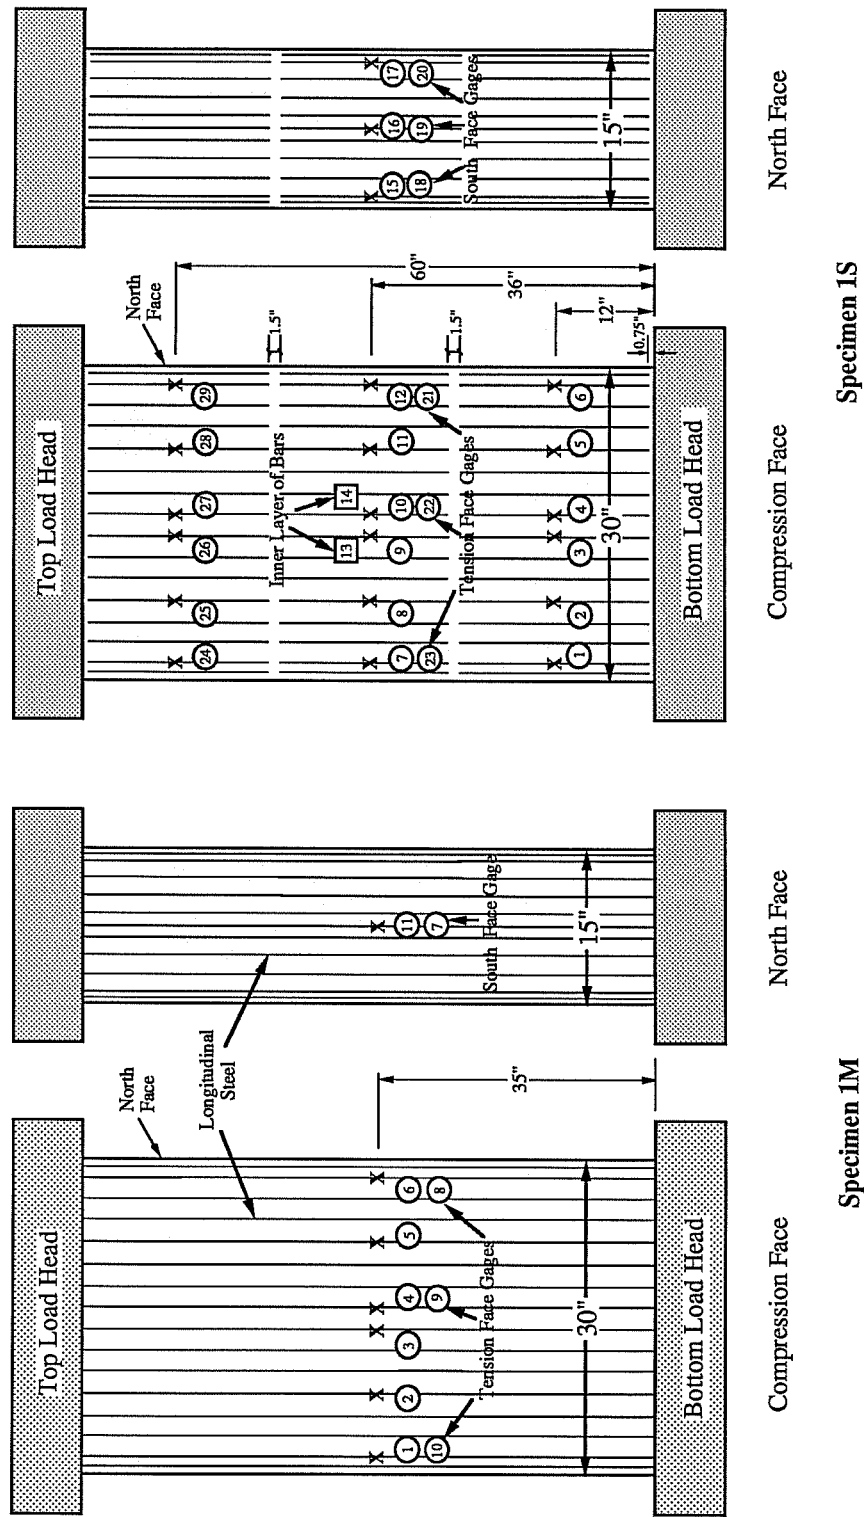 Top Load Head
North
Face
Longitudinal
Steel
1
2
3
4
5
6
10
9
8
11
7
Tension Face Gages
South Face Gage
35"
30"
15"
Bottom Load Head
Compression Face
North Face
Specimen 1M
Top Load Head
North
Face
24
25
26
27
28
29
1.5"
Inner Layer of Bars
13
14
7
8
9
10
11
12
23
22
21
1.5"
Tension Face Gages
1
2
3
4
5
6
60"
36"
12"
0.75"
30"
15
16
17
18
19
20
South Face Gages
15"
Bottom Load Head
Compression Face
North Face
Specimen 1S